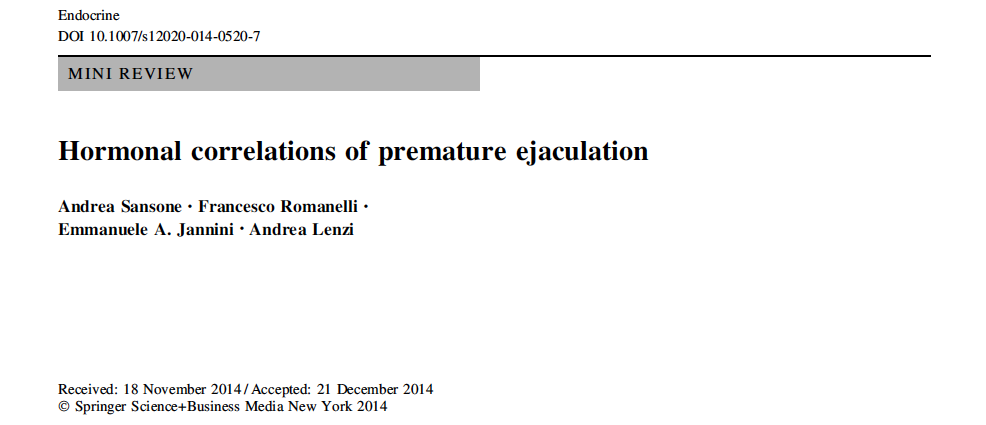 Endocrine
DOI 10.1007/s12020-014-0520-7
MINI REVIEW
Hormonal correlations of premature ejaculation
Andrea Sansone · Francesco Romanelli ·
Emmanuele A. Jannini · Andrea Lenzi
Received: 18 November 2014 / Accepted: 21 December 2014
© Springer Science+Business Media New York 2014